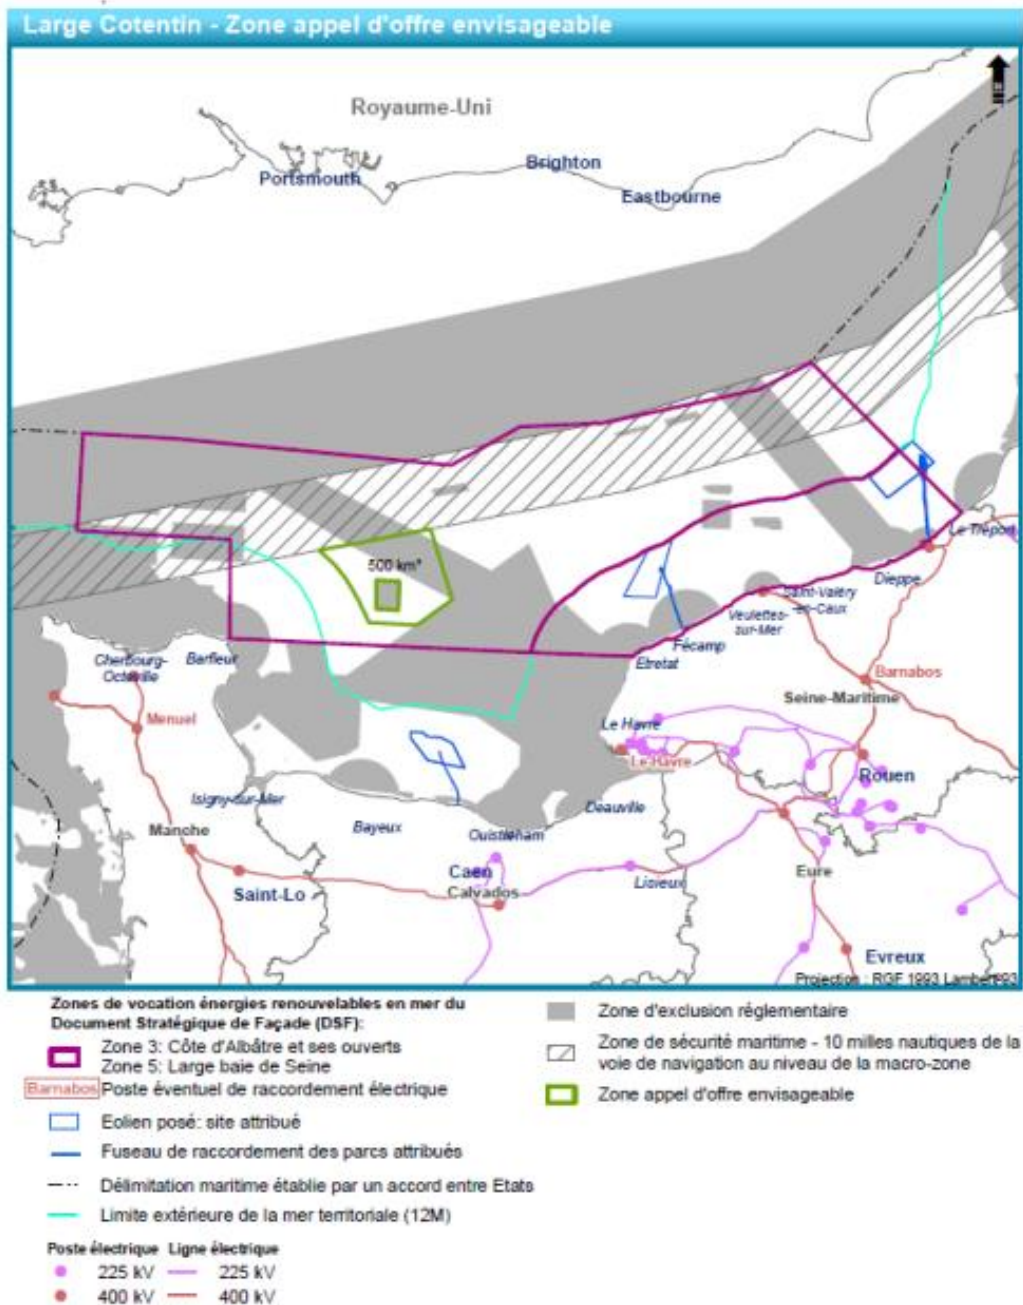 Large Cotentin - Zone appel d'offre envisageable
Royaume-Uni
Portsmouth
Brighton
Eastbourne
500 km²
Le Tréport
Dieppe
Saint-Valéry
-en-Caux
Veulettes-
sur-Mer
Fécamp
Etretat
Cherbourg-
Octeville
Barfleur
Menuel
Barnabos
Seine-Maritime
Le Havre
Le Havre
Rouen
Isigny-sur-Mer
Manche
Bayeux
Ouistreham
Deauville
Caen
Calvados
Lisieux
Eure
Saint-Lo
Evreux
Projection : RGF 1993 Lambert 93
Zones de vocation énergies renouvelables en mer du
Document Stratégique de Façade (DSF):
Zone 3: Côte d'Albâtre et ses ouverts
Zone 5: Large baie de Seine
Barnabos Poste éventuel de raccordement électrique
Eolien posé: site attribué
Fuseau de raccordement des parcs attribués
Délimitation maritime établie par un accord entre Etats
Limite extérieure de la mer territoriale (12M)
Poste électrique Ligne électrique
225 kV 225 kV
400 kV 400 kV
Zone d'exclusion réglementaire
Zone de sécurité maritime - 10 milles nautiques de la
voie de navigation au niveau de la macro-zone
Zone appel d'offre envisageable